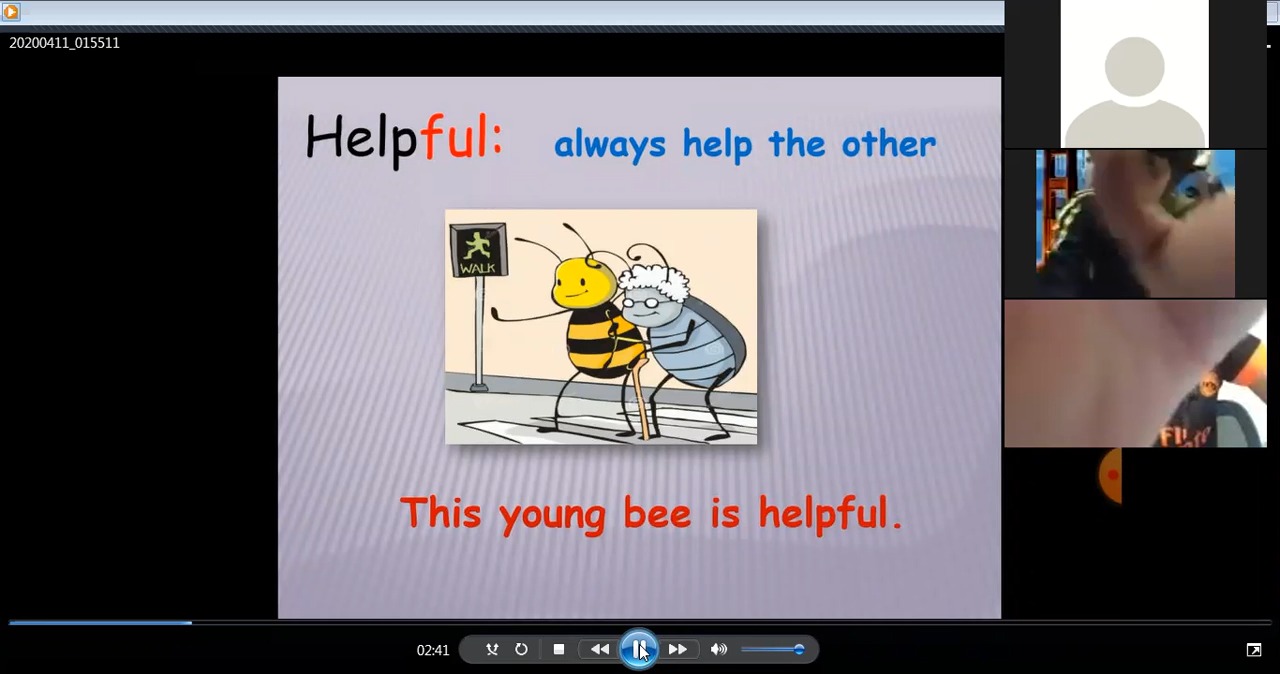 20200411_015511
Helpful: always help the other
WALK
This young bee is helpful.
02:41